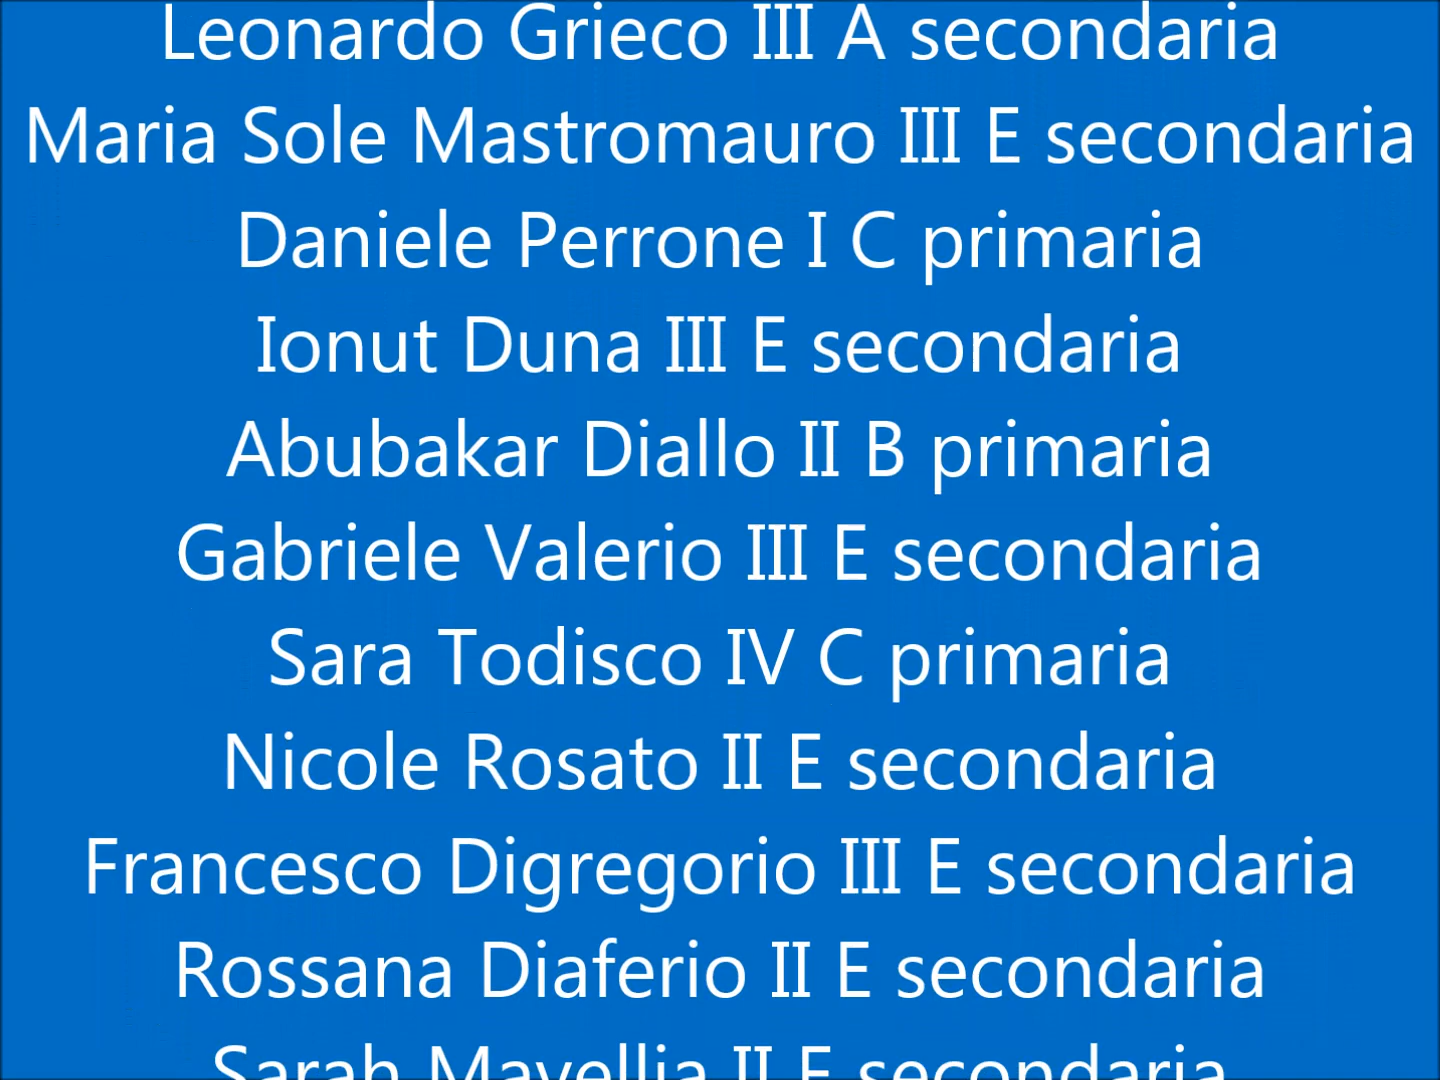 Leonardo Grieco III A secondaria
Maria Sole Mastromauro III E secondaria
Daniele Perrone I C primaria
Ionut Duna III E secondaria
Abubakar Diallo II B primaria
Gabriele Valerio III E secondaria
Sara Todisco IV C primaria
Nicole Rosato II E secondaria
Francesco Digregorio III E secondaria
Rossana Diaferio II E secondaria
Sarah Mavellia II E secondaria